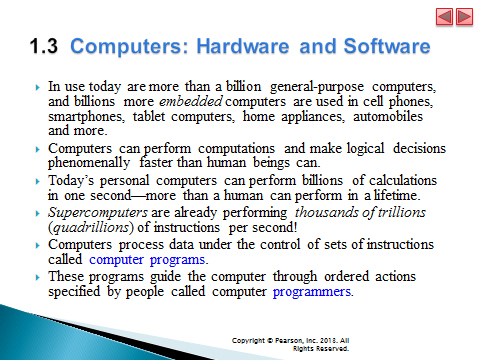 1.3 Computers: Hardware and Software
In use today are more than a billion general-purpose computers,
and billions more embedded computers are used in cell phones,
smartphones, tablet computers, home appliances, automobiles
and more.
Computers can perform computations and make logical decisions
phenomenally faster than human beings can.
Today’s personal computers can perform billions of calculations
in one second—more than a human can perform in a lifetime.
Supercomputers are already performing thousands of trillions
(quadrillions) of instructions per second!
Computers process data under the control of sets of instructions
called computer programs.
These programs guide the computer through ordered actions
specified by people called computer programmers.
Copyright © Pearson, Inc. 2013. All
Rights Reserved.